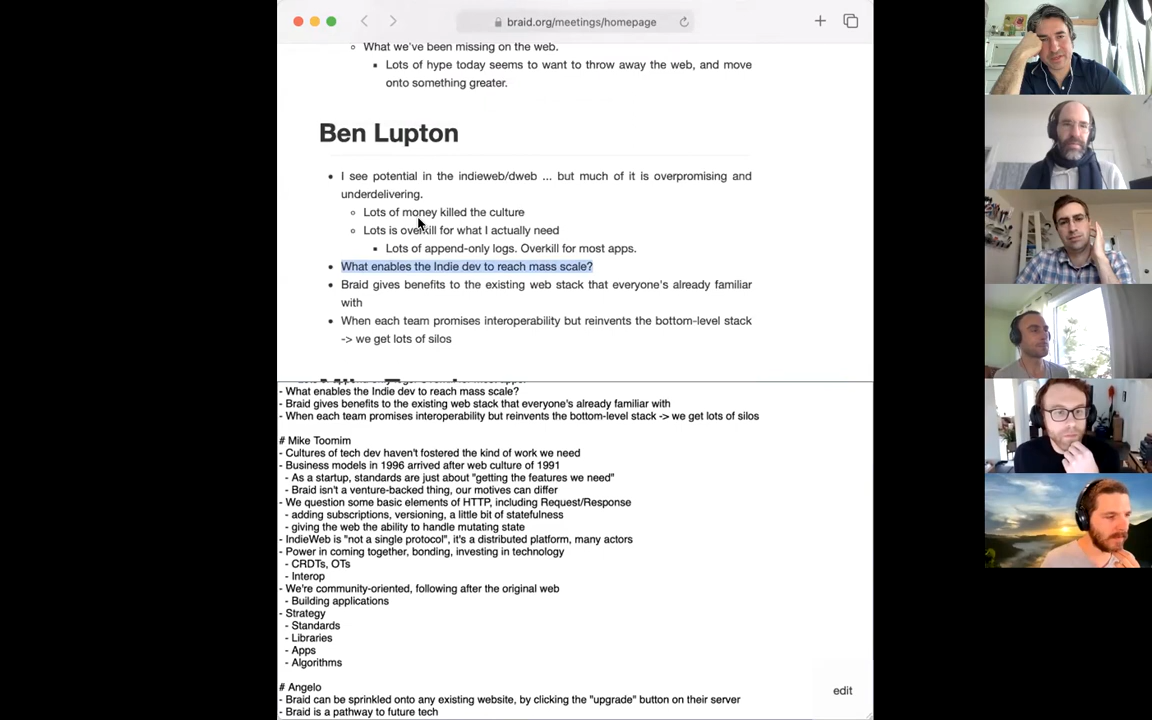 braid.org/meetings/homepage
◦ What we've been missing on the web.
▪ Lots of hype today seems to want to throw away the web, and move
onto something greater.
Ben Lupton
• I see potential in the indieweb/dweb ... but much of it is overpromising and
underdelivering.
◦ Lots of money killed the culture
◦ Lots is overkill for what I actually need
▪ Lots of append-only logs. Overkill for most apps.
• What enables the Indie dev to reach mass scale?
• Braid gives benefits to the existing web stack that everyone's already familiar
with
• When each team promises interoperability but reinvents the bottom-level stack
-> we get lots of silos
- What enables the Indie dev to reach mass scale?
- Braid gives benefits to the existing web stack that everyone's already familiar with
- When each team promises interoperability but reinvents the bottom-level stack -> we get lots of silos
# Mike Toomim
- Cultures of tech dev haven't fostered the kind of work we need
- Business models in 1996 arrived after web culture of 1991
- As a startup, standards are just about "getting the features we need"
- Braid isn't a venture-backed thing, our motives can differ
- We question some basic elements of HTTP, including Request/Response
- adding subscriptions, versioning, a little bit of statefulness
- giving the web the ability to handle mutating state
- IndieWeb is "not a single protocol", it's a distributed platform, many actors
- Power in coming together, bonding, investing in technology
- CRDTs, OTs
- Interop
- We're community-oriented, following after the original web
- Building applications
- Strategy
- Standards
- Libraries
- Apps
- Algorithms
# Angelo
- Braid can be sprinkled onto any existing website, by clicking the "upgrade" button on their server
- Braid is a pathway to future tech
edit